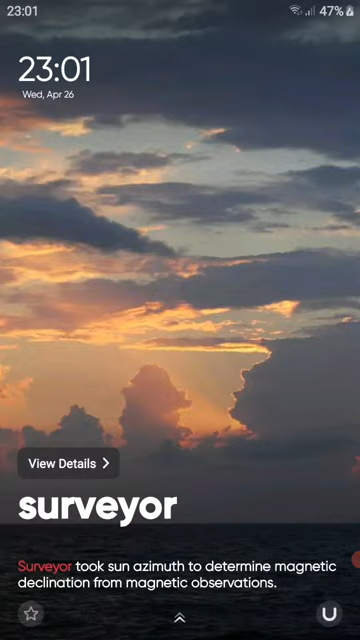 23:01
47%
23:01
Wed, Apr 26
View Details
surveyor
Surveyor took sun azimuth to determine magnetic
declination from magnetic observations.
U